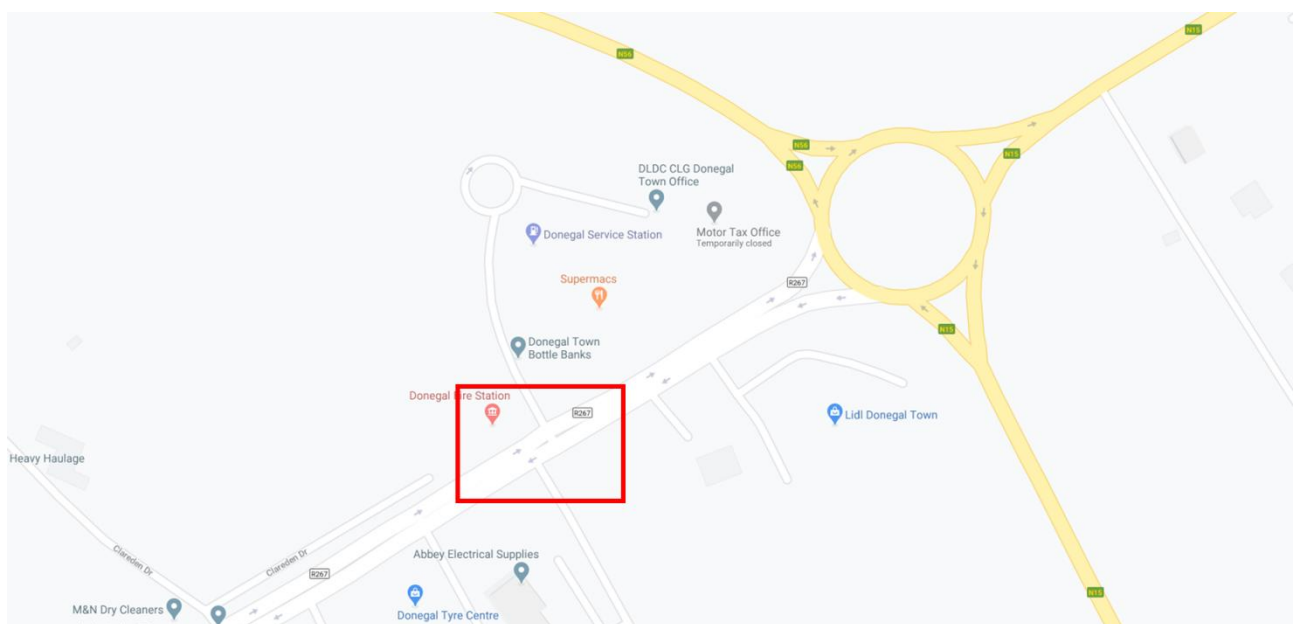 N56
N15
N56
N15
DLDC CLG Donegal
Town Office
N56
Donegal Service Station
Motor Tax Office
Temporarily closed
Supermacs
R267
N15
Donegal Town
Bottle Banks
Donegal Fire Station
R267
Lidl Donegal Town
Heavy Haulage
Clareden Dr
Clareden Dr
R267
Abbey Electrical Supplies
N15
M&N Dry Cleaners
Donegal Tyre Centre